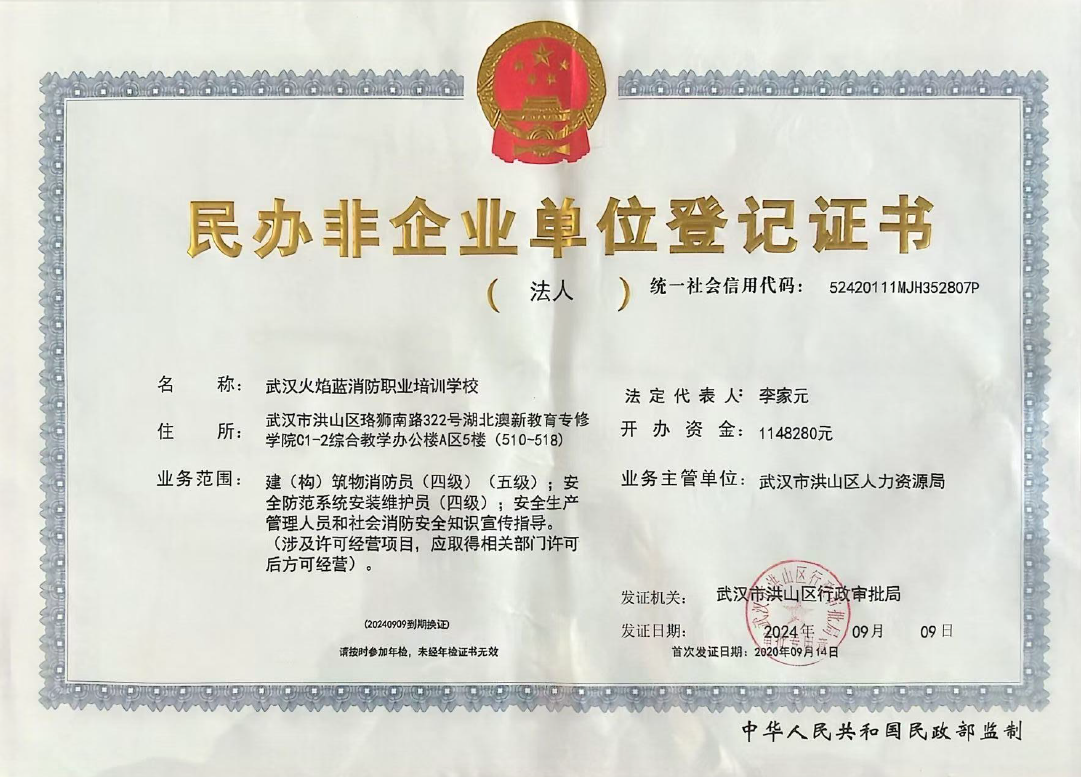 民办非企业单位登记证书
（ 法人 ） 统一社会信用代码： 52420111MJH352807P
名 称： 武汉火焰蓝消防职业培训学校
住 所： 武汉市洪山区珞狮南路322号湖北澳新教育专修
学院C1-2综合教学办公楼A区5楼（510-518）
业务范围： 建（构）筑物消防员（四级）（五级）；安
全防范系统安装维护员（四级）；安全生产
管理人员和社会消防安全知识宣传指导。
（涉及许可经营项目，应取得相关部门许可
后方可经营）。
(20240909到期换证)
请按时参加年检，未经年检证书无效
法定代表人： 李家元
开办资金： 1148280元
业务主管单位： 武汉市洪山区人力资源局
发证机关： 武汉市洪山区行政审批局
发证日期： 2024年 09月 09日
首次发证日期：2020年09月14日
中华人民共和国民政部监制